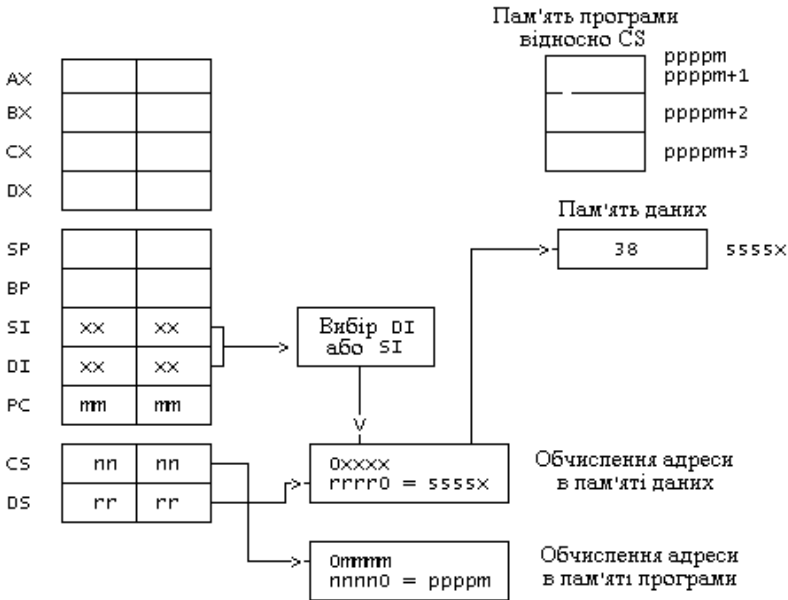 Пам'ять програми
відносно CS
ppppm
ppppm+1
ppppm+2
ppppm+3
AX
BX
CX
DX
Пам'ять даних
38 ssssx
SP
BP
SI xx xx
DI xx xx
PC mm mm
Вибір DI
або SI
V
CS nn nn
DS rr rr
0xxxx
rrrr0 = ssssx
Обчислення адреси
в пам'яті даних
0mmmm
nnnn0 = ppppm
Обчислення адреси
в пам'яті програми